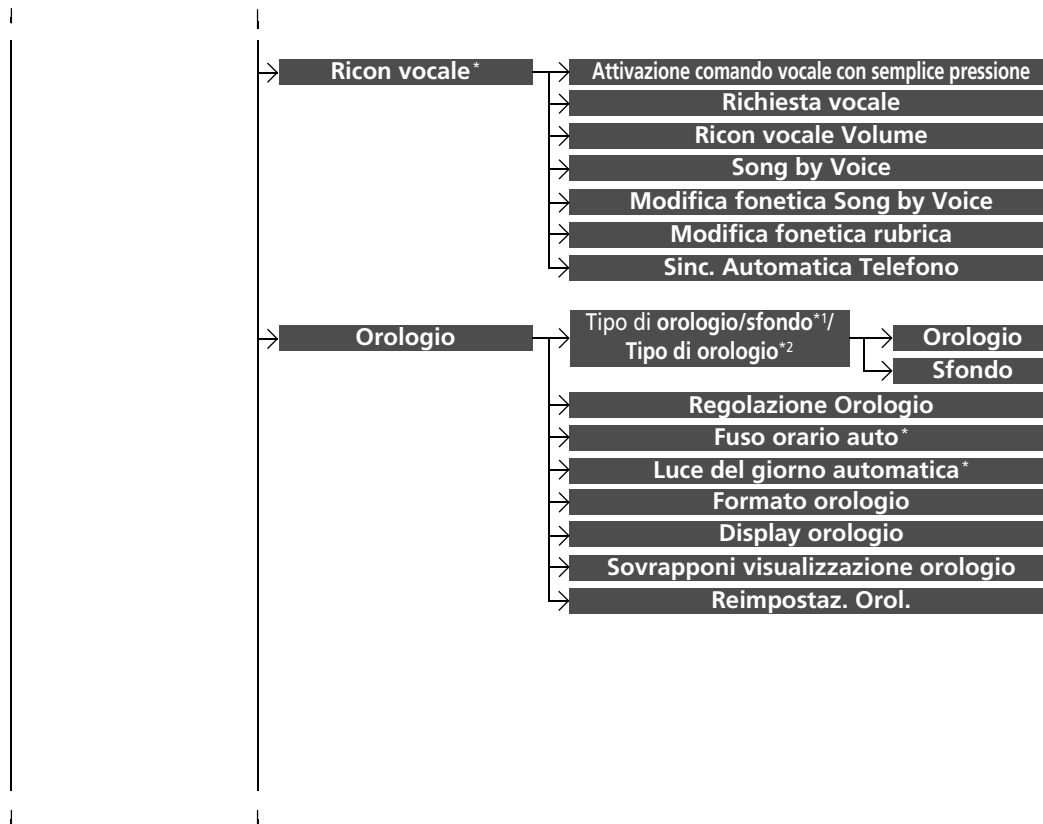 Ricon vocale*
Attivazione comando vocale con semplice pressione
Richiesta vocale
Ricon vocale Volume
Song by Voice
Modifica fonetica Song by Voice
Modifica fonetica rubrica
Sinc. Automatica Telefono
Orologio
Tipo di orologio/sfondo*1/
Tipo di orologio*2
Orologio
Sfondo
Regolazione Orologio
Fuso orario auto*
Luce del giorno automatica*
Formato orologio
Display orologio
Sovrapponi visualizzazione orologio
Reimpostaz. Orol.